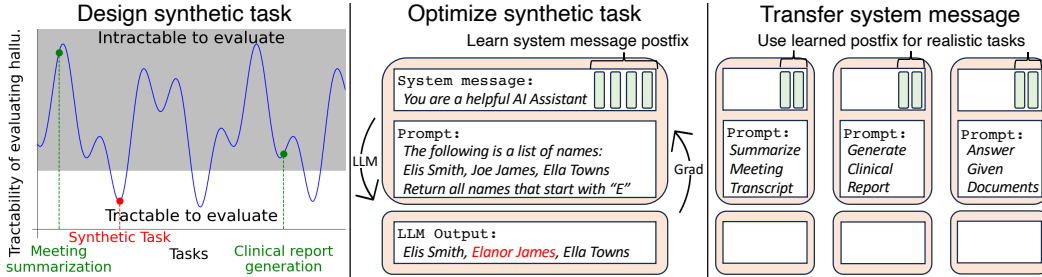 Design synthetic task
Tractability of evaluating hallu.
Intractable to evaluate
Tractable to evaluate
Synthetic Task
Tasks
Meeting
summarization
Clinical report
generation
Optimize synthetic task
Learn system message postfix
System message:
You are a helpful AI Assistant
Prompt:
The following is a list of names:
Elis Smith, Joe James, Ella Towns
Return all names that start with “E”
LLM
Grad
LLM Output:
Elis Smith, Elanor James, Ella Towns
Transfer system message
Use learned postfix for realistic tasks
Prompt:
Summarize
Meeting
Transcript
Prompt:
Generate
Clinical
Report
Prompt:
Answer
Given
Documents